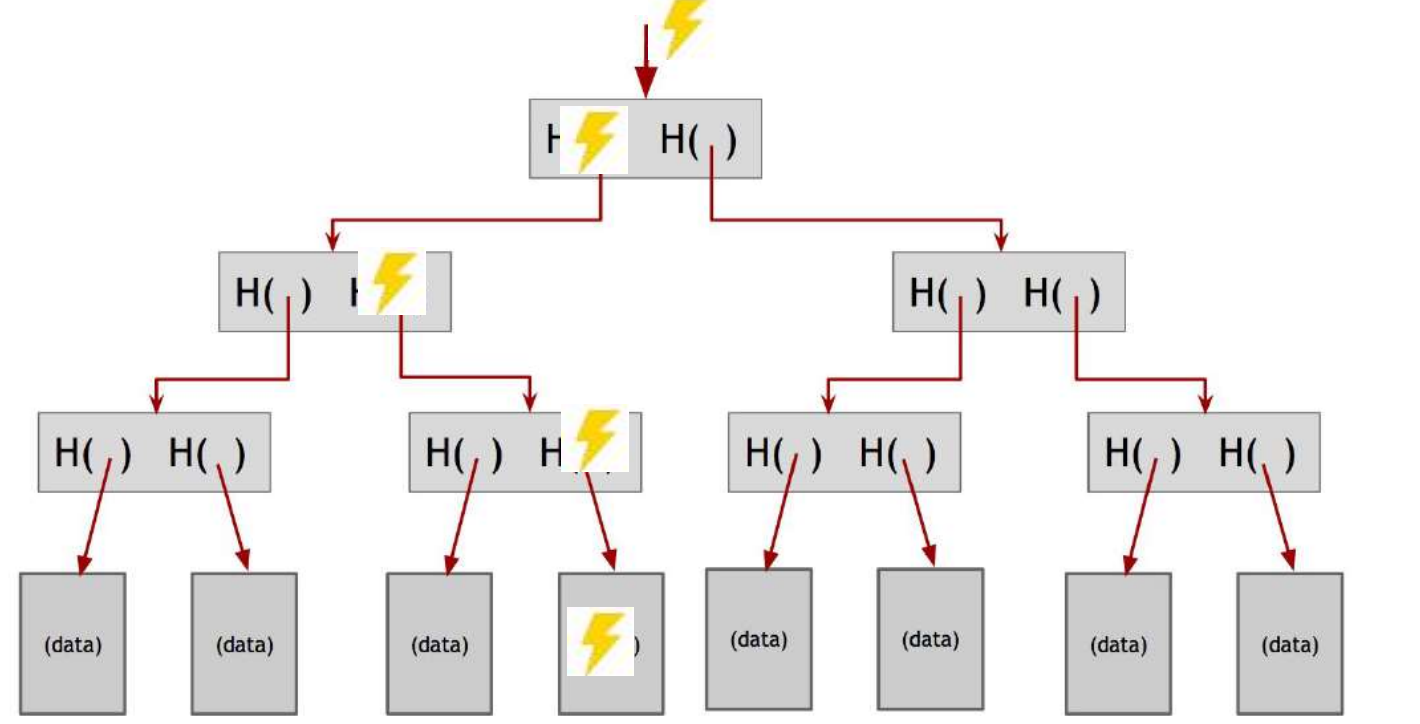 H H( )
H( ) H H( ) H( )
H( ) H( ) H( ) H( ) H( ) H( ) H( )
(data) (data) (data) ) (data) (data) (data) (data)